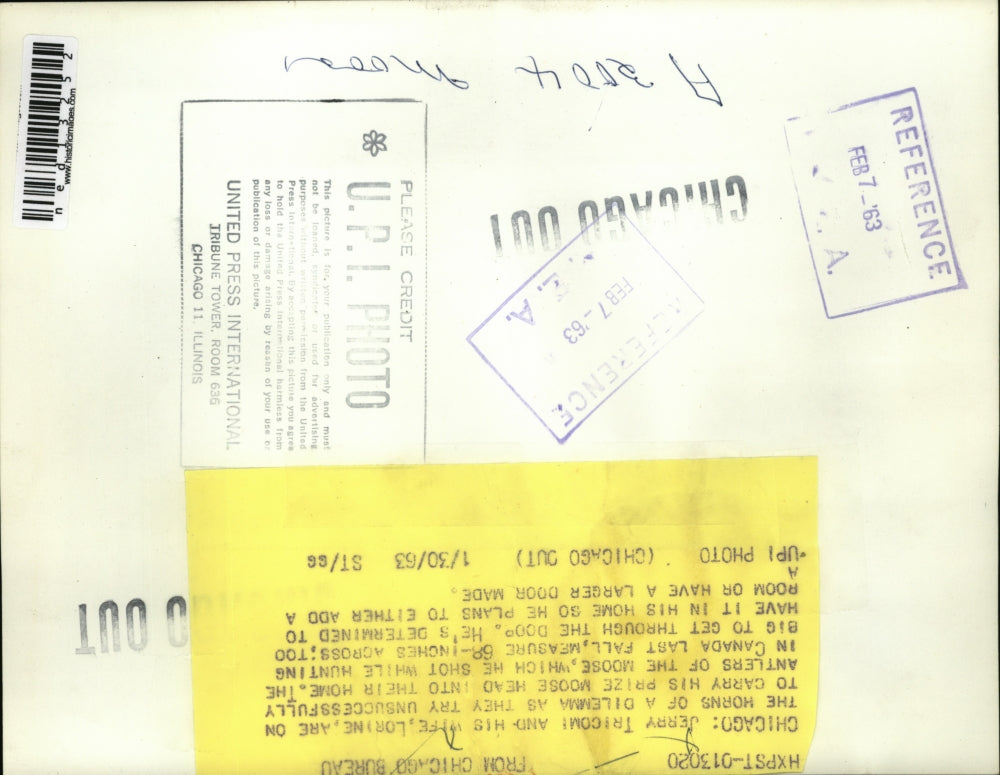 HXPST-013020 FROM CHICAGO BUREAU
CHICAGO: JERRY TRICOMI AND HIS WIFE, LORINE, ARE ON
THE HORNS OF A DILEMMA AS THEY TRY UNSUCCESSFULLY
TO CARRY HIS PRIZE MOOSE HEAD INTO THEIR HOME. THE
ANTLERS OF THE MOOSE, WHICH HE SHOT WHILE HUNTING
IN CANADA LAST FALL, MEASURE 68-INCHES ACROSS; TOO
BIG TO GET THROUGH THE DOOR. HE'S DETERMINED TO
HAVE IT IN HIS HOME SO HE PLANS TO EITHER ADD A
ROOM OR HAVE A LARGER DOOR MADE.
A
UPI PHOTO (CHICAGO OUT) 1/30/63 ST/GG
PLEASE CREDIT
U.P.I. PHOTO
This picture is for your publication only and must
not be loaned, syndicated or used for advertising
purposes without written permission from the United
Press International. By accepting this picture you agree
to hold the United Press International harmless from
any loss or damage arising by reason of your use or
publication of this picture.
UNITED PRESS INTERNATIONAL
TRIBUNE TOWER, ROOM 636
CHICAGO 11, ILLINOIS
CHICAGO OUT
O OUT
REFERENCE
FEB 7 - '63
E. A.
REFERENCE
FEB 7 - '63
A.
ned13252
www.historicimages.com